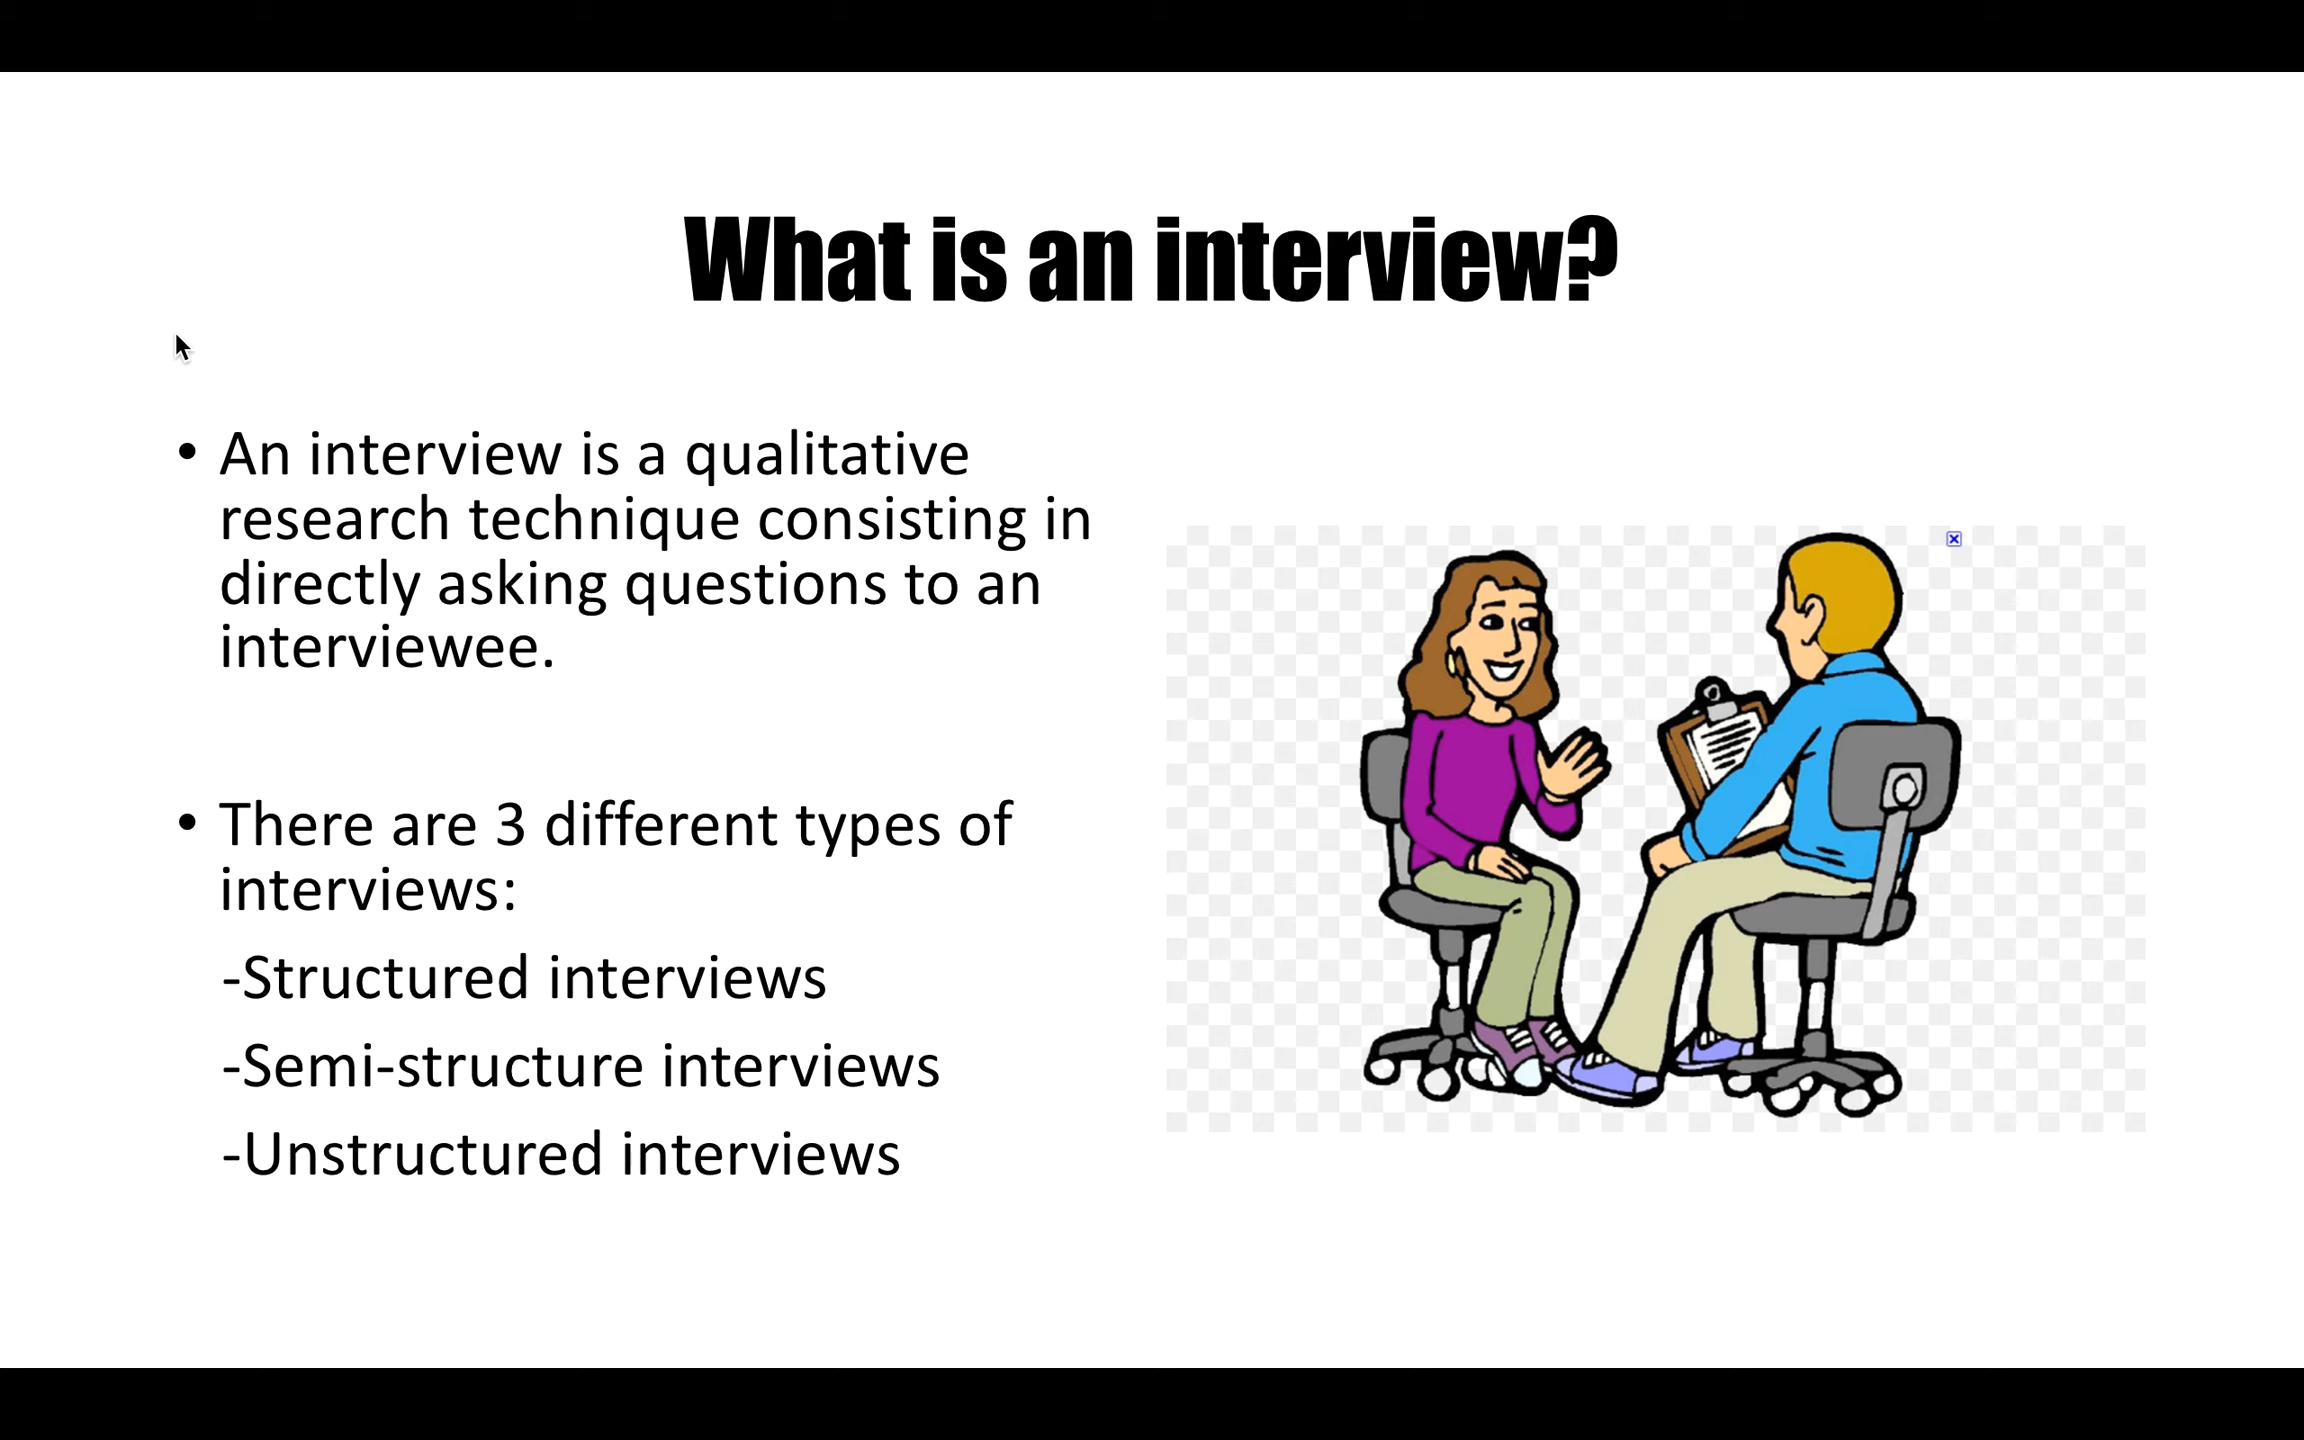 What is an interview?
• An interview is a qualitative
research technique consisting in
directly asking questions to an
interviewee.
• There are 3 different types of
interviews:
-Structured interviews
-Semi-structure interviews
-Unstructured interviews